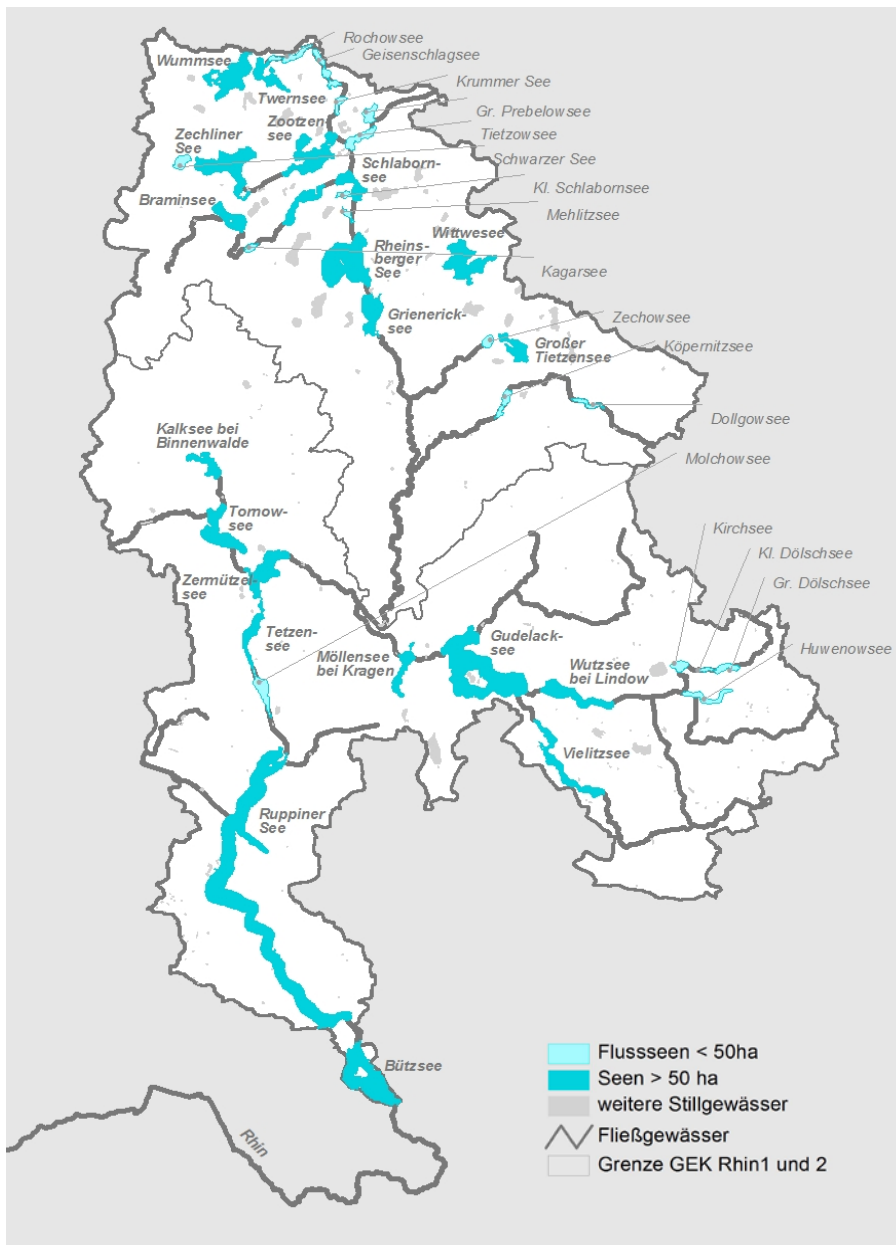 Rochowsee
Geisenschlagsee
Wummsee
Krummer See
Twernsee
Gr. Prebelowsee
Zootzen-
see
Tietzowsee
Zechliner
See
Schwarzer See
Schlaborn-
see
Kl. Schlabornsee
Braminsee
Mehlitzsee
Wittwesee
Rheins-
berger
See
Kagarsee
Grienerick-
see
Zechowsee
Großer
Tietzensee
Köpernitzsee
Dollgowsee
Kalksee bei
Binnenwalde
Molchowsee
Tornow-
see
Kirchsee
Kl. Dölschsee
Zermützel-
see
Gr. Dölschsee
Tetzen-
see
Gudelack-
see
Huwenowsee
Möllensee
bei Kragen
Wutzsee
bei Lindow
Vielitzsee
Ruppiner
See
Bützsee
Rhin
Flussseen < 50ha
Seen > 50 ha
weitere Stillgewässer
Fließgewässer
Grenze GEK Rhin1 und 2